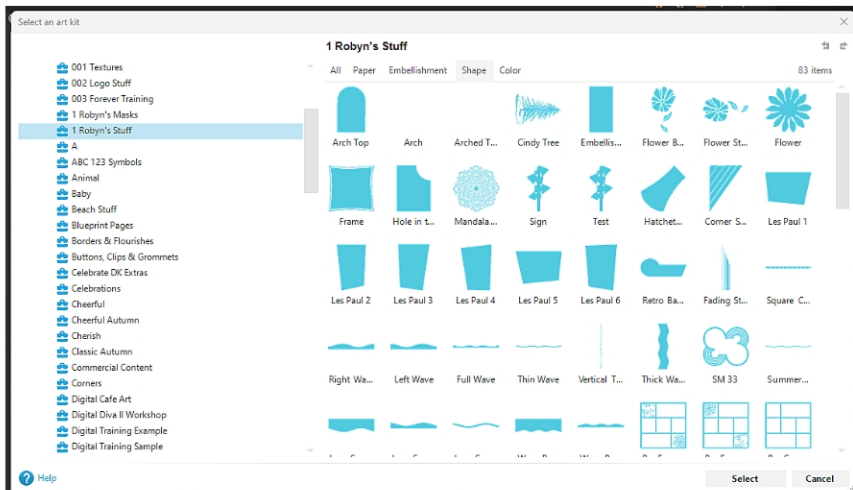 Select an art kit
001 Textures
002 Logo Stuff
003 Forever Training
1 Robyn's Masks
1 Robyn's Stuff
A
ABC 123 Symbols
Animal
Baby
Beach Stuff
Blueprint Pages
Borders & Flourishes
Buttons, Clips & Grommets
Celebrate DK Extras
Celebrations
Cheerful
Cheerful Autumn
Cherish
Classic Autumn
Commercial Content
Corners
Digital Cafe Art
Digital Diva II Workshop
Digital Training Example
Digital Training Sample
1 Robyn's Stuff
All Paper Embellishment Shape Color 83 items
Arch Top Arch Arched T... Cindy Tree Embellis... Flower B... Flower St... Flower
Frame Hole in t... Mandala... Sign Test Hatchet... Corner S... Les Paul 1
Les Paul 2 Les Paul 3 Les Paul 4 Les Paul 5 Les Paul 6 Retro Ba... Fading St... Square C...
Right Wa... Left Wave Full Wave Thin Wave Vertical T... Thick Wa... SM 33 Summer...
Help Select Cancel